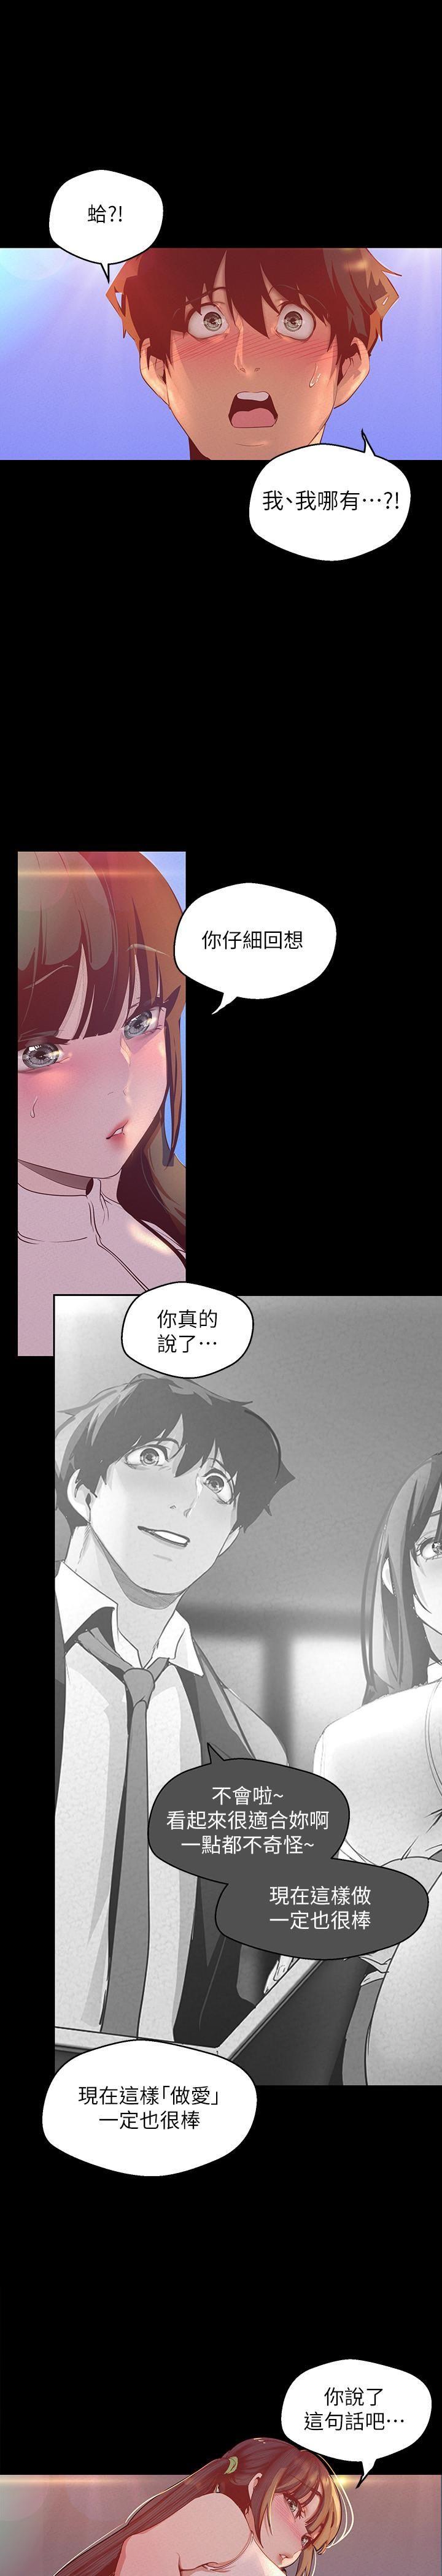 蛤?!
我、我哪有…?!
你仔細回想
你真的
說了…
不會啦~
看起來很適合妳啊
一點都不奇怪~
現在這樣做
一定也很棒
現在這樣「做愛」
一定也很棒
你說了
這句話吧…